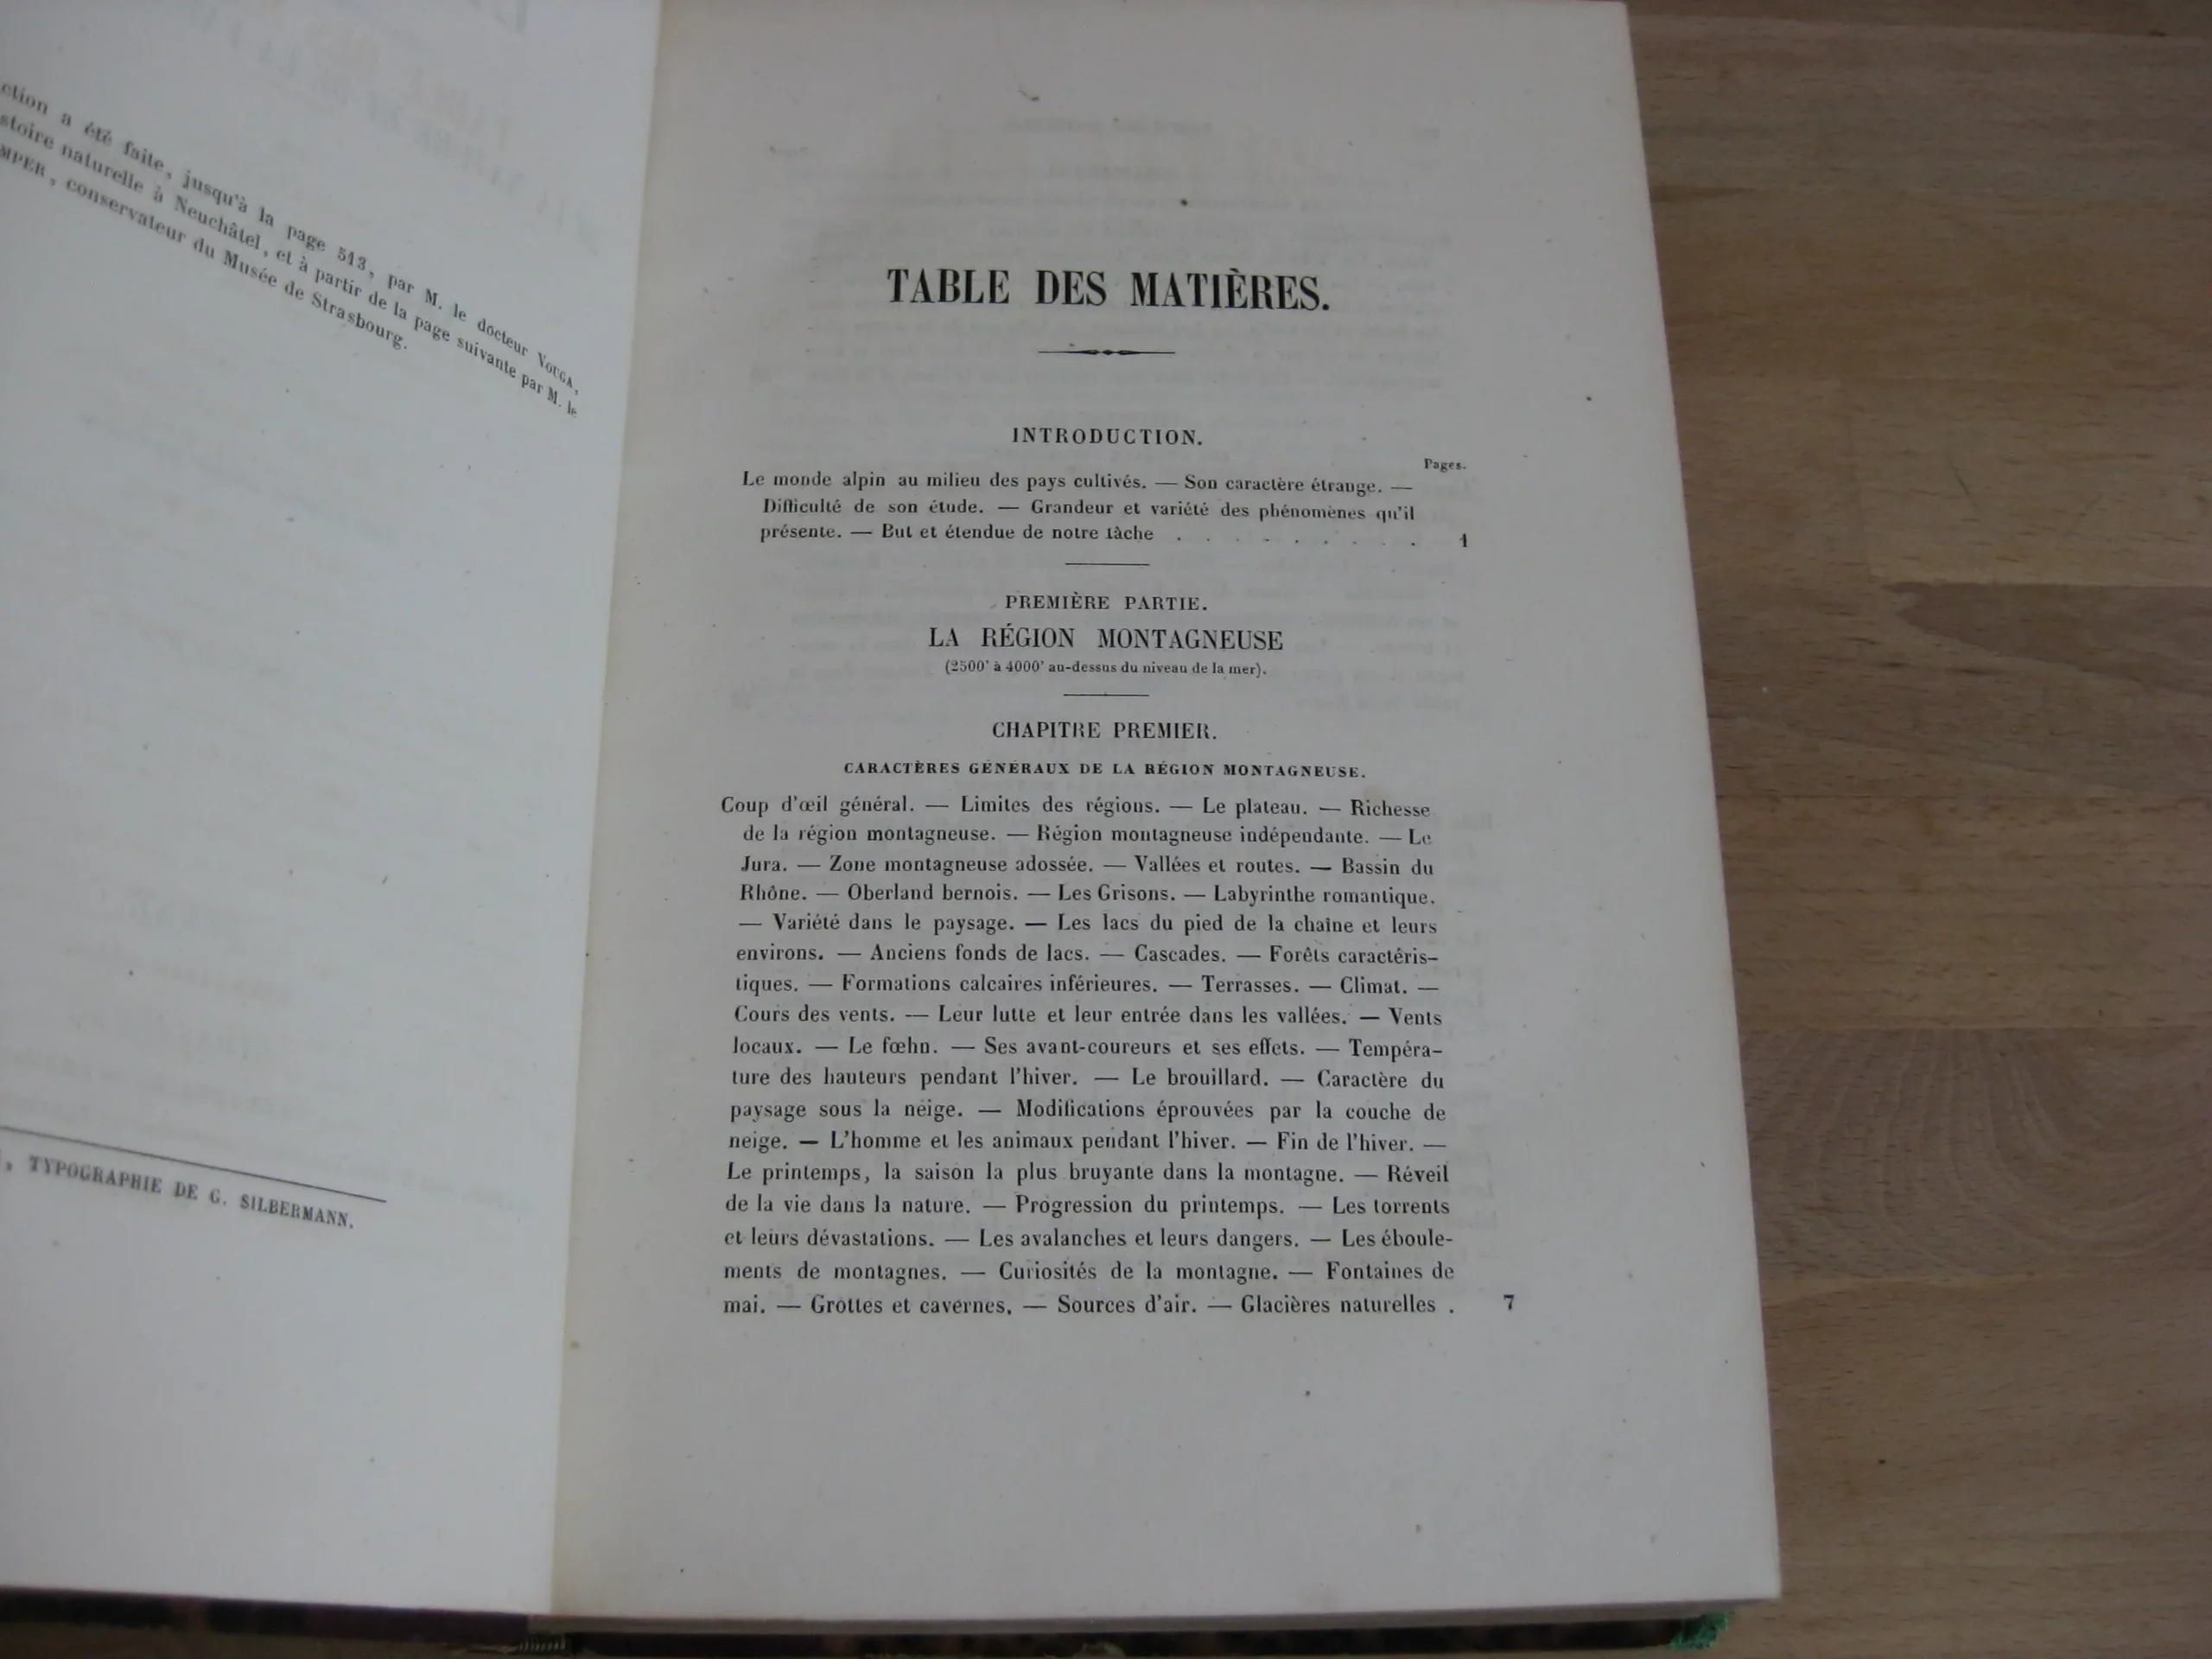 ction a été faite, jusqu'à la page 513, par M. le docteur VOUGA,
stoire naturelle à Neuchâtel, et à partir de la page suivante par M. le
MPER, conservateur du Musée de Strasbourg.
, TYPOGRAPHIE DE G. SILBERMANN.
TABLE DES MATIÈRES.
INTRODUCTION.
Pages.
Le monde alpin au milieu des pays cultivés. — Son caractère étrange. —
Difficulté de son étude. — Grandeur et variété des phénomènes qu'il
présente. — But et étendue de notre tâche . . . . . . . . . 1
PREMIÈRE PARTIE.
LA RÉGION MONTAGNEUSE
(2500' à 4000' au-dessus du niveau de la mer).
CHAPITRE PREMIER.
CARACTÈRES GÉNÉRAUX DE LA RÉGION MONTAGNEUSE.
Coup d'œil général. — Limites des régions. — Le plateau. — Richesse
de la région montagneuse. — Région montagneuse indépendante. — Le
Jura. — Zone montagneuse adossée. — Vallées et routes. — Bassin du
Rhône. — Oberland bernois. — Les Grisons. — Labyrinthe romantique.
— Variété dans le paysage. — Les lacs du pied de la chaîne et leurs
environs. — Anciens fonds de lacs. — Cascades. — Forêts caractéris-
tiques. — Formations calcaires inférieures. — Terrasses. — Climat. —
Cours des vents. — Leur lutte et leur entrée dans les vallées. — Vents
locaux. — Le fœhn. — Ses avant-coureurs et ses effets. — Tempéra-
ture des hauteurs pendant l'hiver. — Le brouillard. — Caractère du
paysage sous la neige. — Modifications éprouvées par la couche de
neige. — L'homme et les animaux pendant l'hiver. — Fin de l'hiver. —
Le printemps, la saison la plus bruyante dans la montagne. — Réveil
de la vie dans la nature. — Progression du printemps. — Les torrents
et leurs dévastations. — Les avalanches et leurs dangers. — Les éboule-
ments de montagnes. — Curiosités de la montagne. — Fontaines de
mai. — Grottes et cavernes. — Sources d'air. — Glacières naturelles . 7